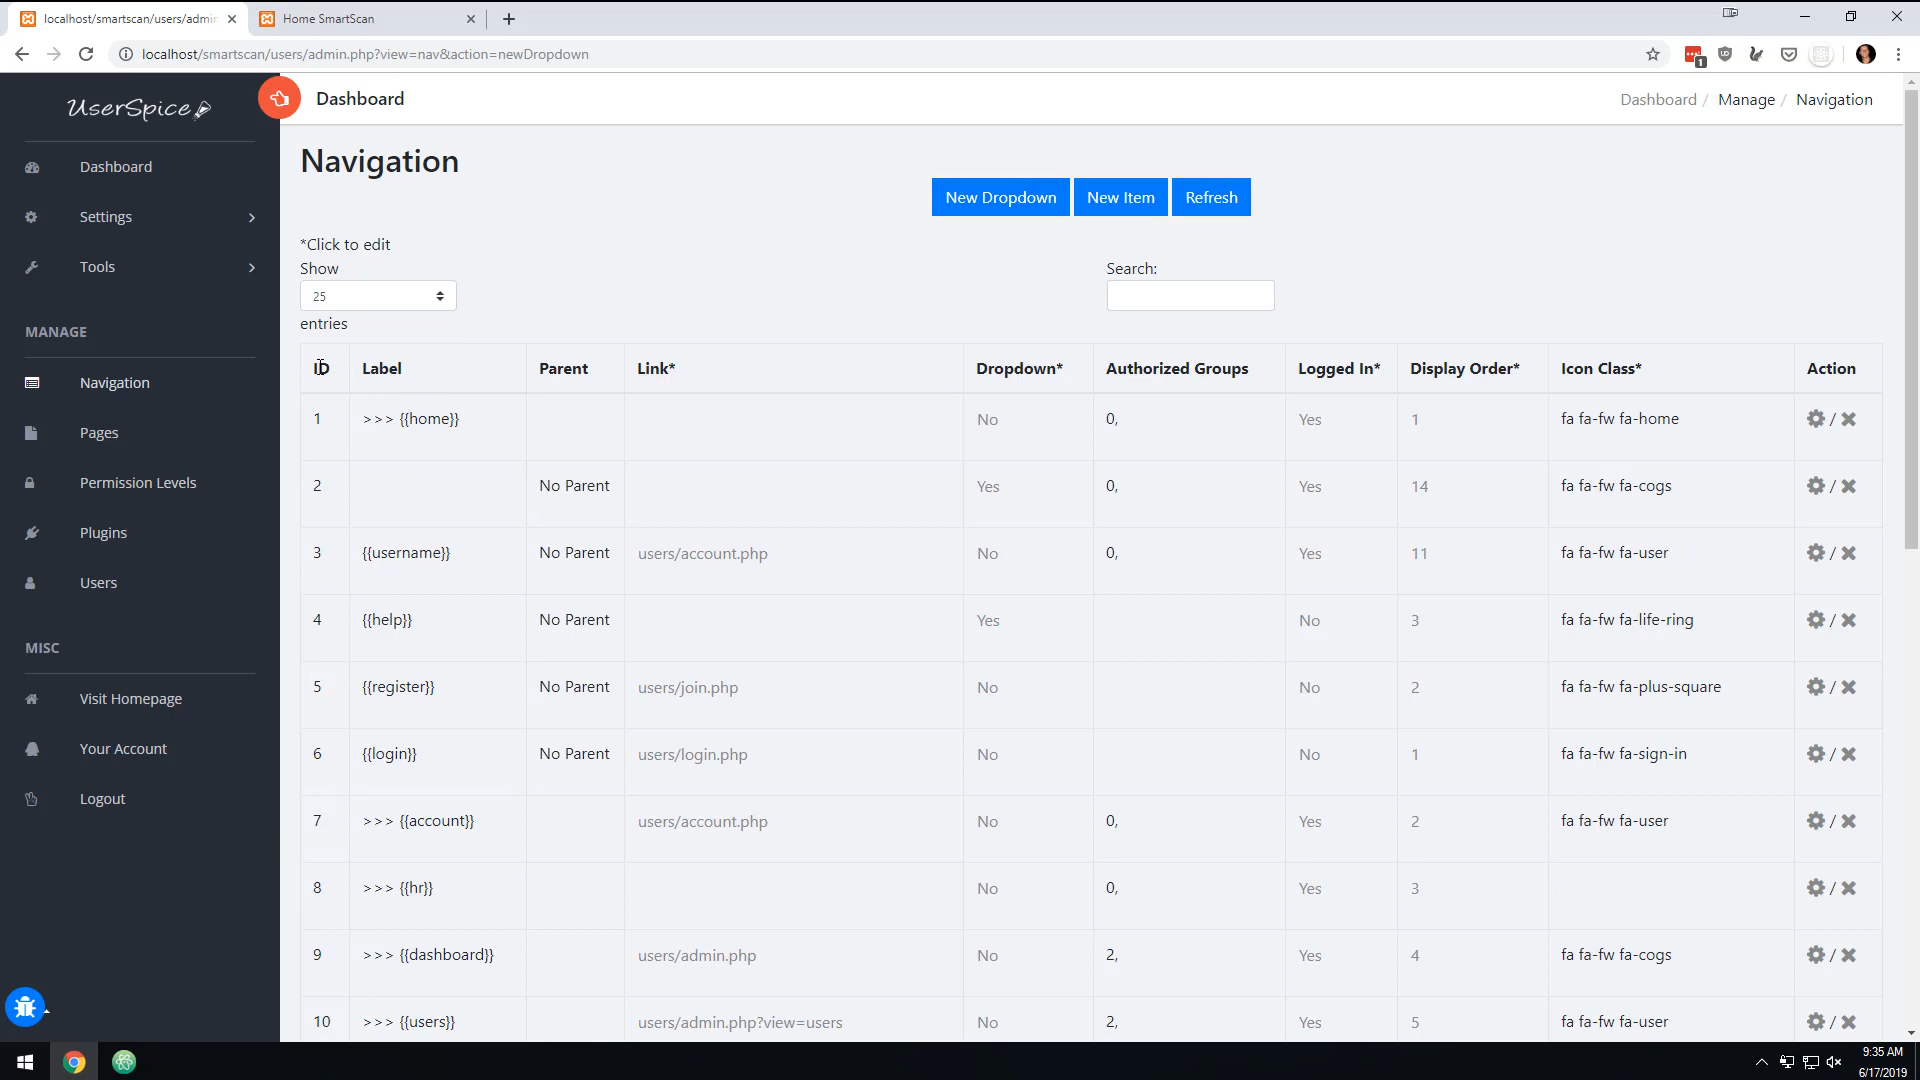 localhost/smartscan/users/admin
Home SmartScan
localhost/smartscan/users/admin.php?view=nav&action=newDropdown
1
UserSpice
Dashboard
Dashboard / Manage / Navigation
Dashboard
Settings
Tools
MANAGE
Navigation
Pages
Permission Levels
Plugins
Users
MISC
Visit Homepage
Your Account
Logout
Navigation
New Dropdown New Item Refresh
*Click to edit
Show
Search:
25
entries
ID Label Parent Link* Dropdown* Authorized Groups Logged In* Display Order* Icon Class* Action
1 >>> {{home}} No 0, Yes 1 fa fa-fw fa-home /
2 No Parent Yes 0, Yes 14 fa fa-fw fa-cogs /
3 {{username}} No Parent users/account.php No 0, Yes 11 fa fa-fw fa-user /
4 {{help}} No Parent Yes No 3 fa fa-fw fa-life-ring /
5 {{register}} No Parent users/join.php No No 2 fa fa-fw fa-plus-square /
6 {{login}} No Parent users/login.php No No 1 fa fa-fw fa-sign-in /
7 >>> {{account}} users/account.php No 0, Yes 2 fa fa-fw fa-user /
8 >>> {{hr}} No 0, Yes 3 /
9 >>> {{dashboard}} users/admin.php No 2, Yes 4 fa fa-fw fa-cogs /
10 >>> {{users}} users/admin.php?view=users No 2, Yes 5 fa fa-fw fa-user /
9:35 AM
6/17/2019